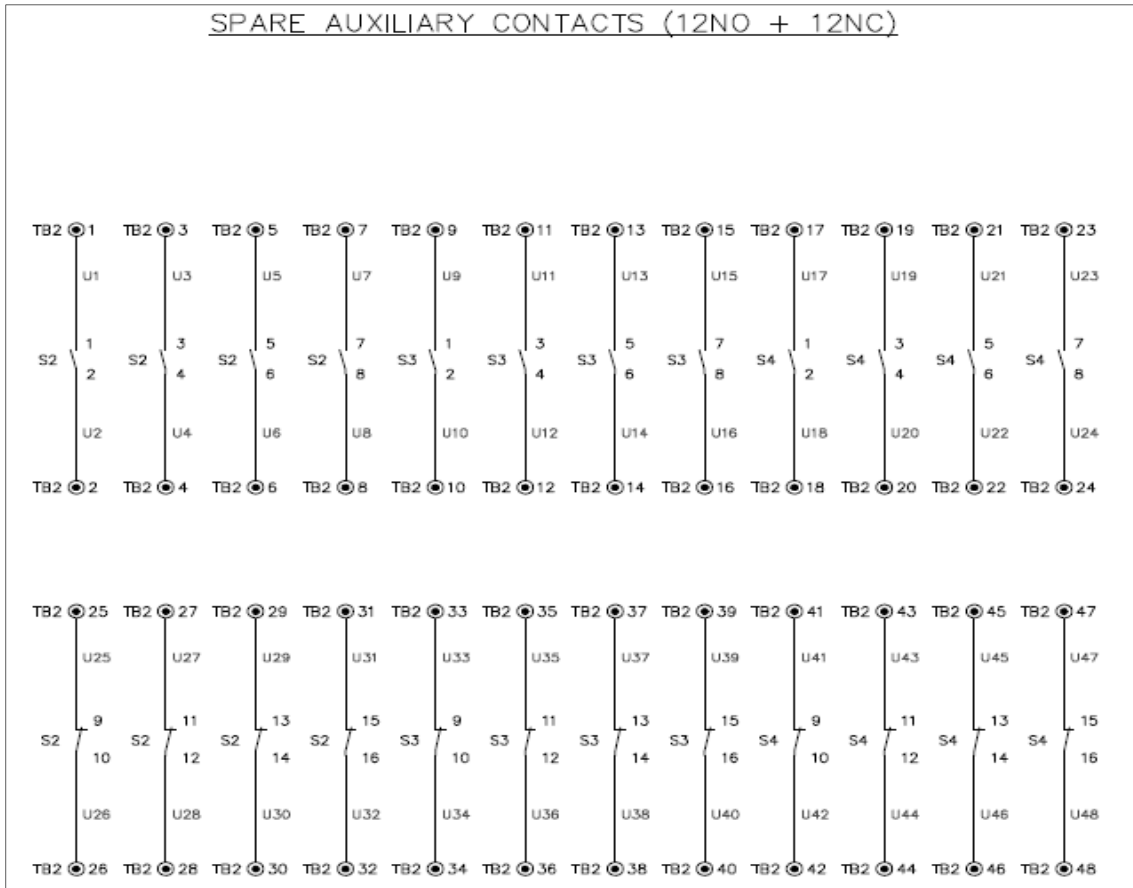 SPARE AUXILIARY CONTACTS (12NO + 12NC)
TB2 1 TB2 3 TB2 5 TB2 7 TB2 9 TB2 11 TB2 13 TB2 15 TB2 17 TB2 19 TB2 21 TB2 23
U1 U3 U5 U7 U9 U11 U13 U15 U17 U19 U21 U23
1 3 5 7 1 3 5 7 1 3 5 7
S2 S2 S2 S2 S3 S3 S3 S3 S4 S4 S4 S4
2 4 6 8 2 4 6 8 2 4 6 8
U2 U4 U6 U8 U10 U12 U14 U16 U18 U20 U22 U24
TB2 2 TB2 4 TB2 6 TB2 8 TB2 10 TB2 12 TB2 14 TB2 16 TB2 18 TB2 20 TB2 22 TB2 24
TB2 25 TB2 27 TB2 29 TB2 31 TB2 33 TB2 35 TB2 37 TB2 39 TB2 41 TB2 43 TB2 45 TB2 47
U25 U27 U29 U31 U33 U35 U37 U39 U41 U43 U45 U47
9 11 13 15 9 11 13 15 9 11 13 15
S2 S2 S2 S2 S3 S3 S3 S3 S4 S4 S4 S4
10 12 14 16 10 12 14 16 10 12 14 16
U26 U28 U30 U32 U34 U36 U38 U40 U42 U44 U46 U48
TB2 26 TB2 28 TB2 30 TB2 32 TB2 34 TB2 36 TB2 38 TB2 40 TB2 42 TB2 44 TB2 46 TB2 48